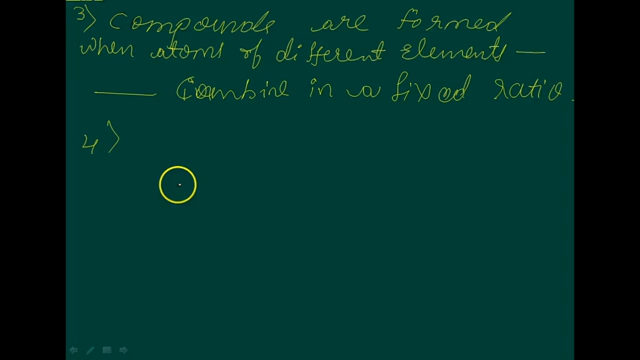 3) Compounds are formed
when atoms of different elements —
— Combine in a fixed ratio.
4)